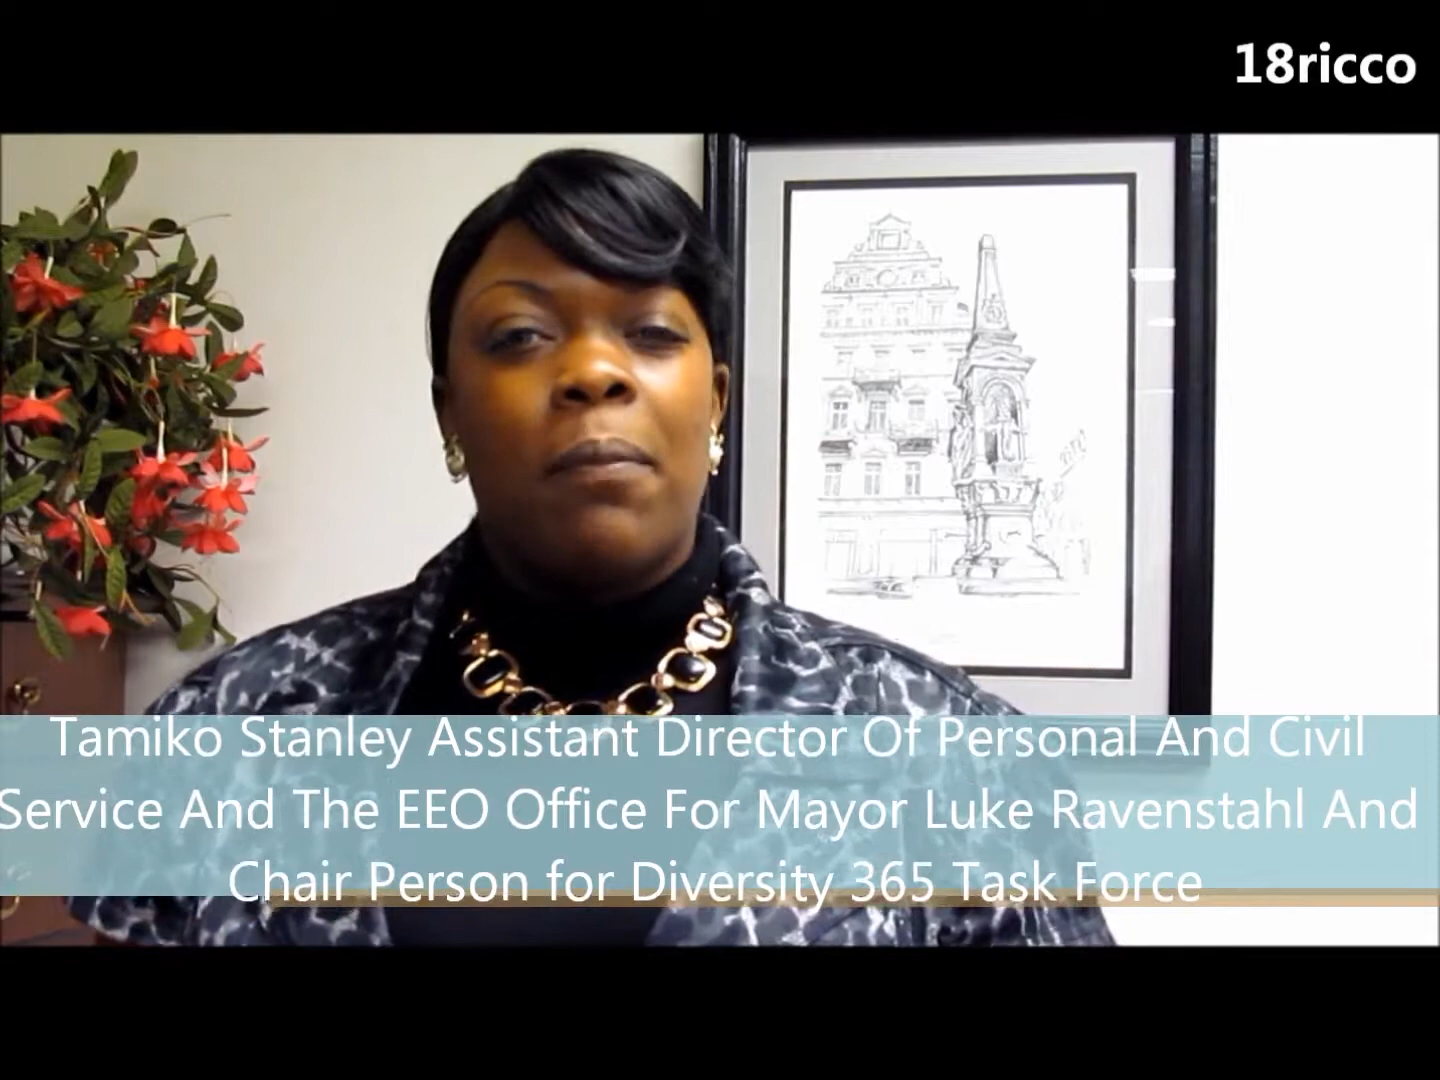 18ricco
Tamiko Stanley Assistant Director Of Personal And Civil
Service And The EEO Office For Mayor Luke Ravenstahl And
Chair Person for Diversity 365 Task Force